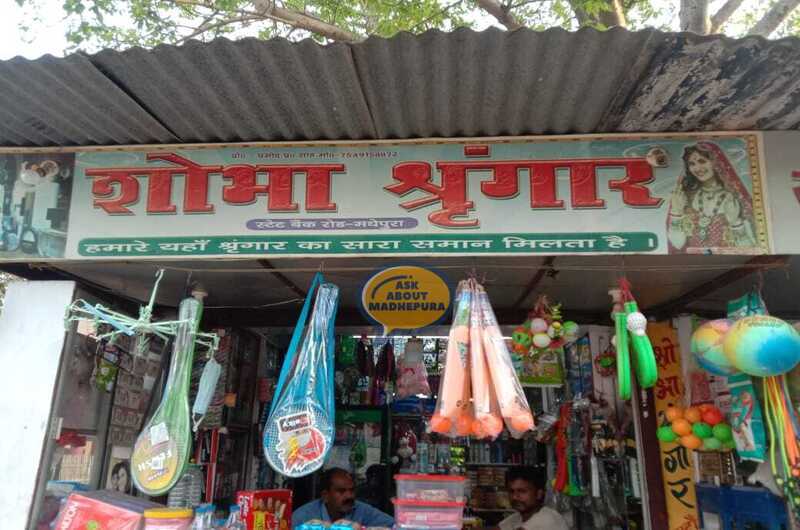 शोभा श्रृंगार
स्टेट बैंक रोड-मधेपुरा
हमारे यहाँ श्रृंगार का सारा समान मिलता है ।
ASK
ABOUT
MADHEPURA
शो
भा